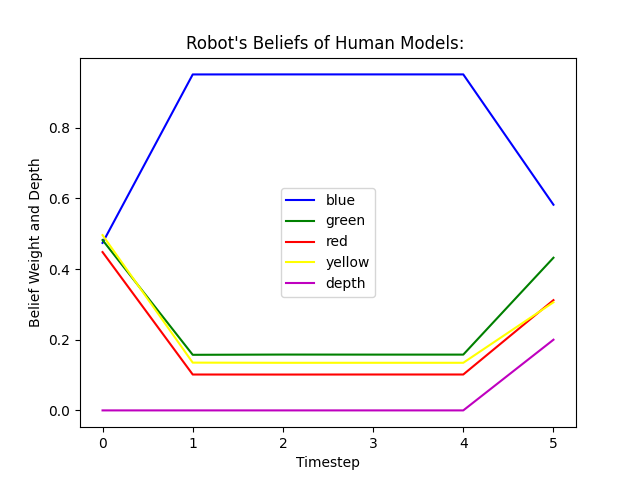 Robot's Beliefs of Human Models:
Belief Weight and Depth
0.8
0.6
0.4
0.2
0.0
blue
green
red
yellow
depth
0 1 2 3 4 5
Timestep